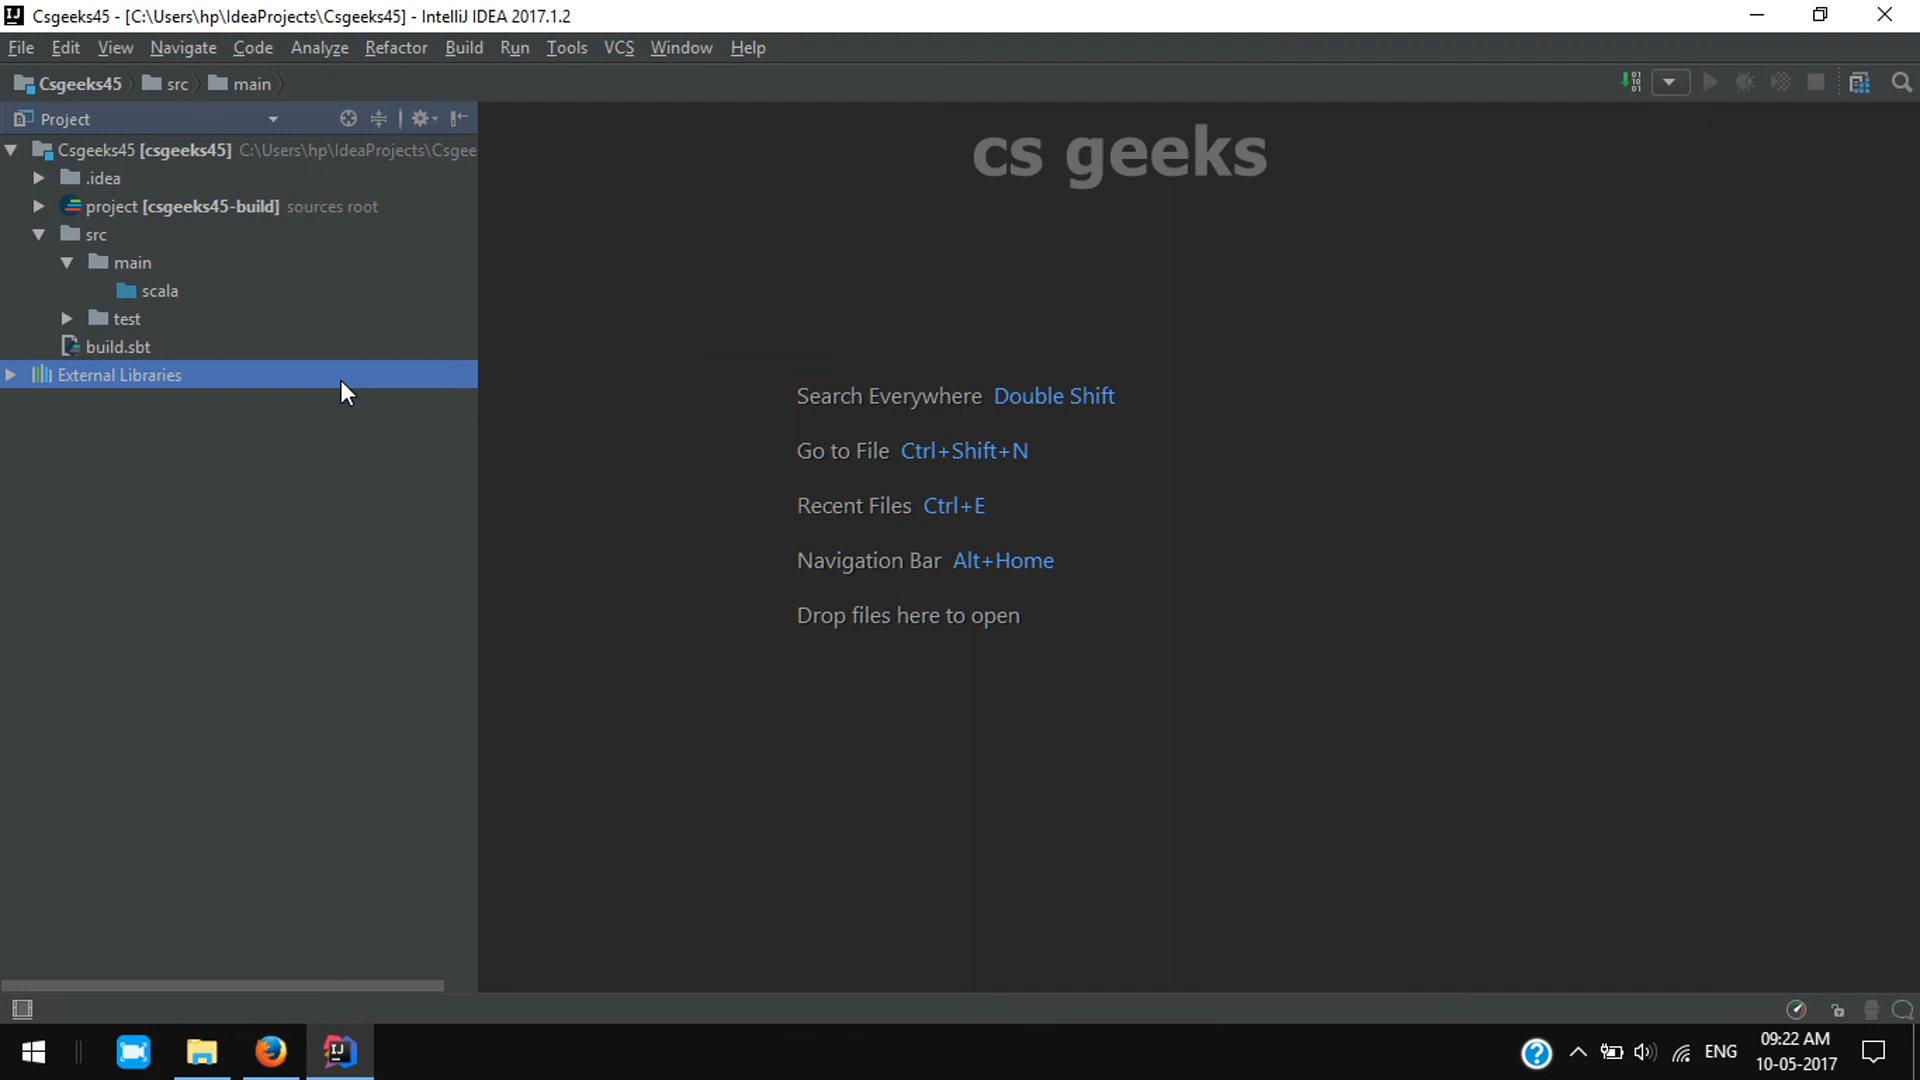 Csgeeks45 - [C:\Users\hp\IdeaProjects\Csgeeks45] - IntelliJ IDEA 2017.1.2
File Edit View Navigate Code Analyze Refactor Build Run Tools VCS Window Help
Csgeeks45 src main
Project
Csgeeks45 [csgeeks45] C:\Users\hp\IdeaProjects\Csgee
.idea
project [csgeeks45-build] sources root
src
main
scala
test
build.sbt
External Libraries
cs geeks
Search Everywhere Double Shift
Go to File Ctrl+Shift+N
Recent Files Ctrl+E
Navigation Bar Alt+Home
Drop files here to open
ENG
09:22 AM
10-05-2017